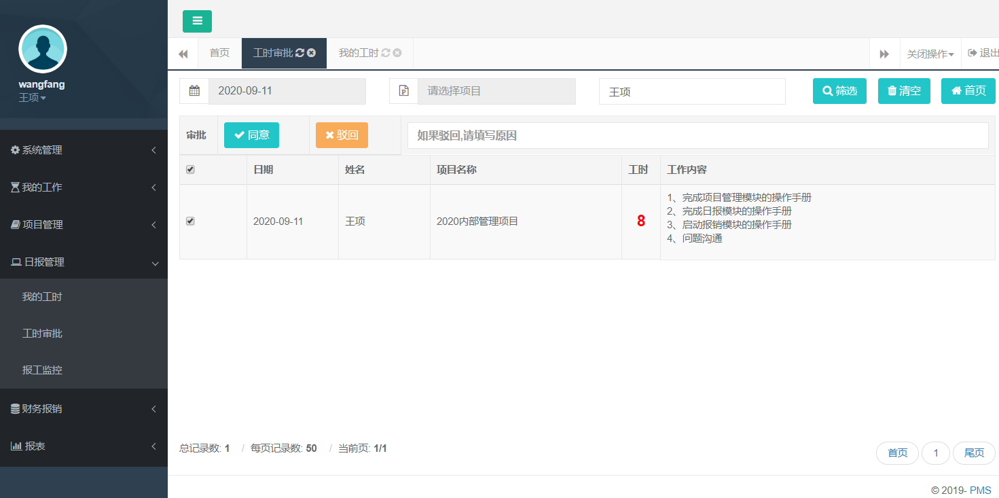 wangfang
王项
系统管理
我的工作
项目管理
日报管理
我的工时
工时审批
报工监控
财务报销
报表
首页
工时审批
我的工时
关闭操作
退出
2020-09-11
请选择项目
王项
筛选
清空
首页
审批
同意
驳回
如果驳回,请填写原因
日期
姓名
项目名称
工时
工作内容
2020-09-11
王项
2020内部管理项目
8
1、完成项目管理模块的操作手册
2、完成日报模块的操作手册
3、启动报销模块的操作手册
4、问题沟通
总记录数: 1 / 每页记录数: 50 / 当前页: 1/1
首页
1
尾页
© 2019- PMS